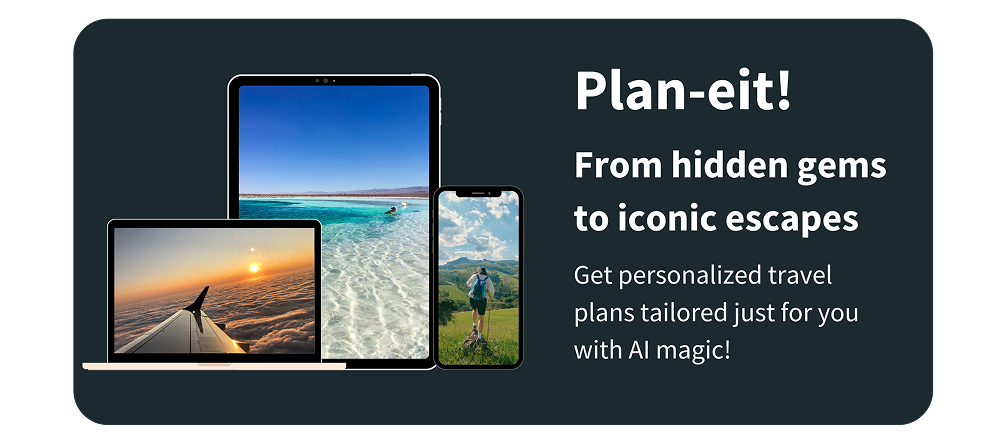 Plan-eit!
From hidden gems
to iconic escapes
Get personalized travel
plans tailored just for you
with AI magic!